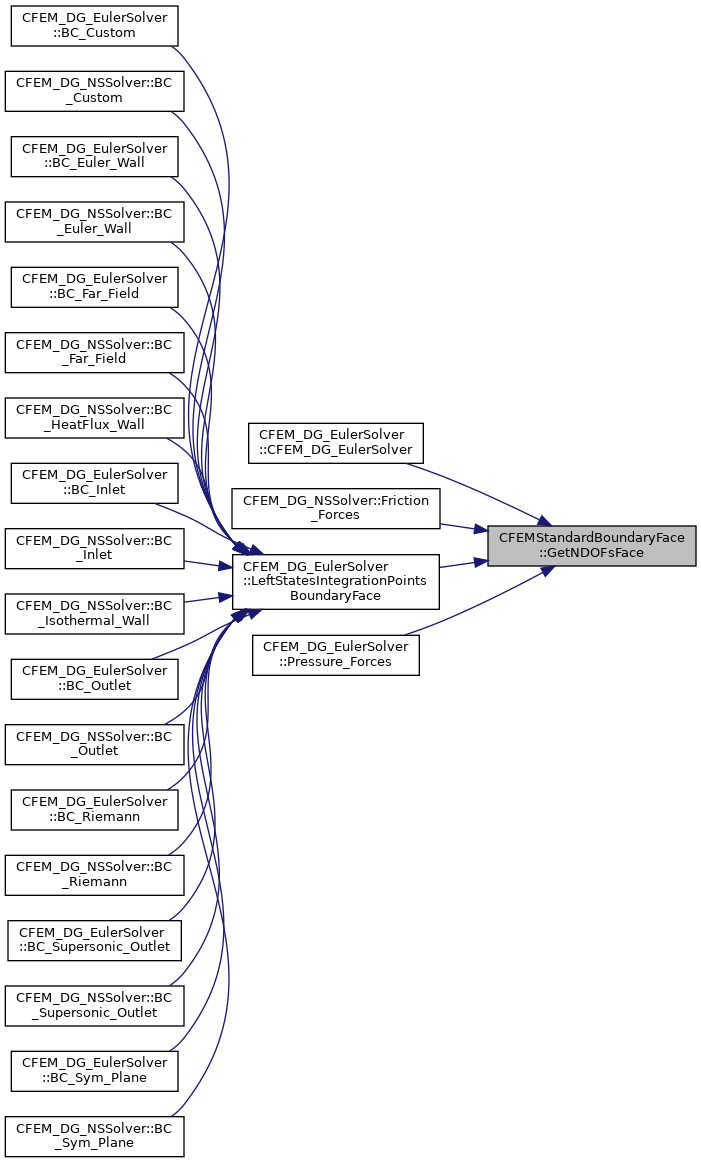 CFEM_DG_EulerSolver
::BC_Custom
CFEM_DG_NSSolver::BC
_Custom
CFEM_DG_EulerSolver
::BC_Euler_Wall
CFEM_DG_NSSolver::BC
_Euler_Wall
CFEM_DG_EulerSolver
::BC_Far_Field
CFEM_DG_NSSolver::BC
_Far_Field
CFEM_DG_NSSolver::BC
_HeatFlux_Wall
CFEM_DG_EulerSolver
::BC_Inlet
CFEM_DG_NSSolver::BC
_Inlet
CFEM_DG_NSSolver::BC
_Isothermal_Wall
CFEM_DG_EulerSolver
::BC_Outlet
CFEM_DG_NSSolver::BC
_Outlet
CFEM_DG_EulerSolver
::BC_Riemann
CFEM_DG_NSSolver::BC
_Riemann
CFEM_DG_EulerSolver
::BC_Supersonic_Outlet
CFEM_DG_NSSolver::BC
_Supersonic_Outlet
CFEM_DG_EulerSolver
::BC_Sym_Plane
CFEM_DG_NSSolver::BC
_Sym_Plane
CFEM_DG_EulerSolver
::CFEM_DG_EulerSolver
CFEM_DG_NSSolver::Friction
_Forces
CFEM_DG_EulerSolver
::LeftStatesIntegrationPoints
BoundaryFace
CFEM_DG_EulerSolver
::Pressure_Forces
CFEMStandardBoundaryFace
::GetNDOFsFace